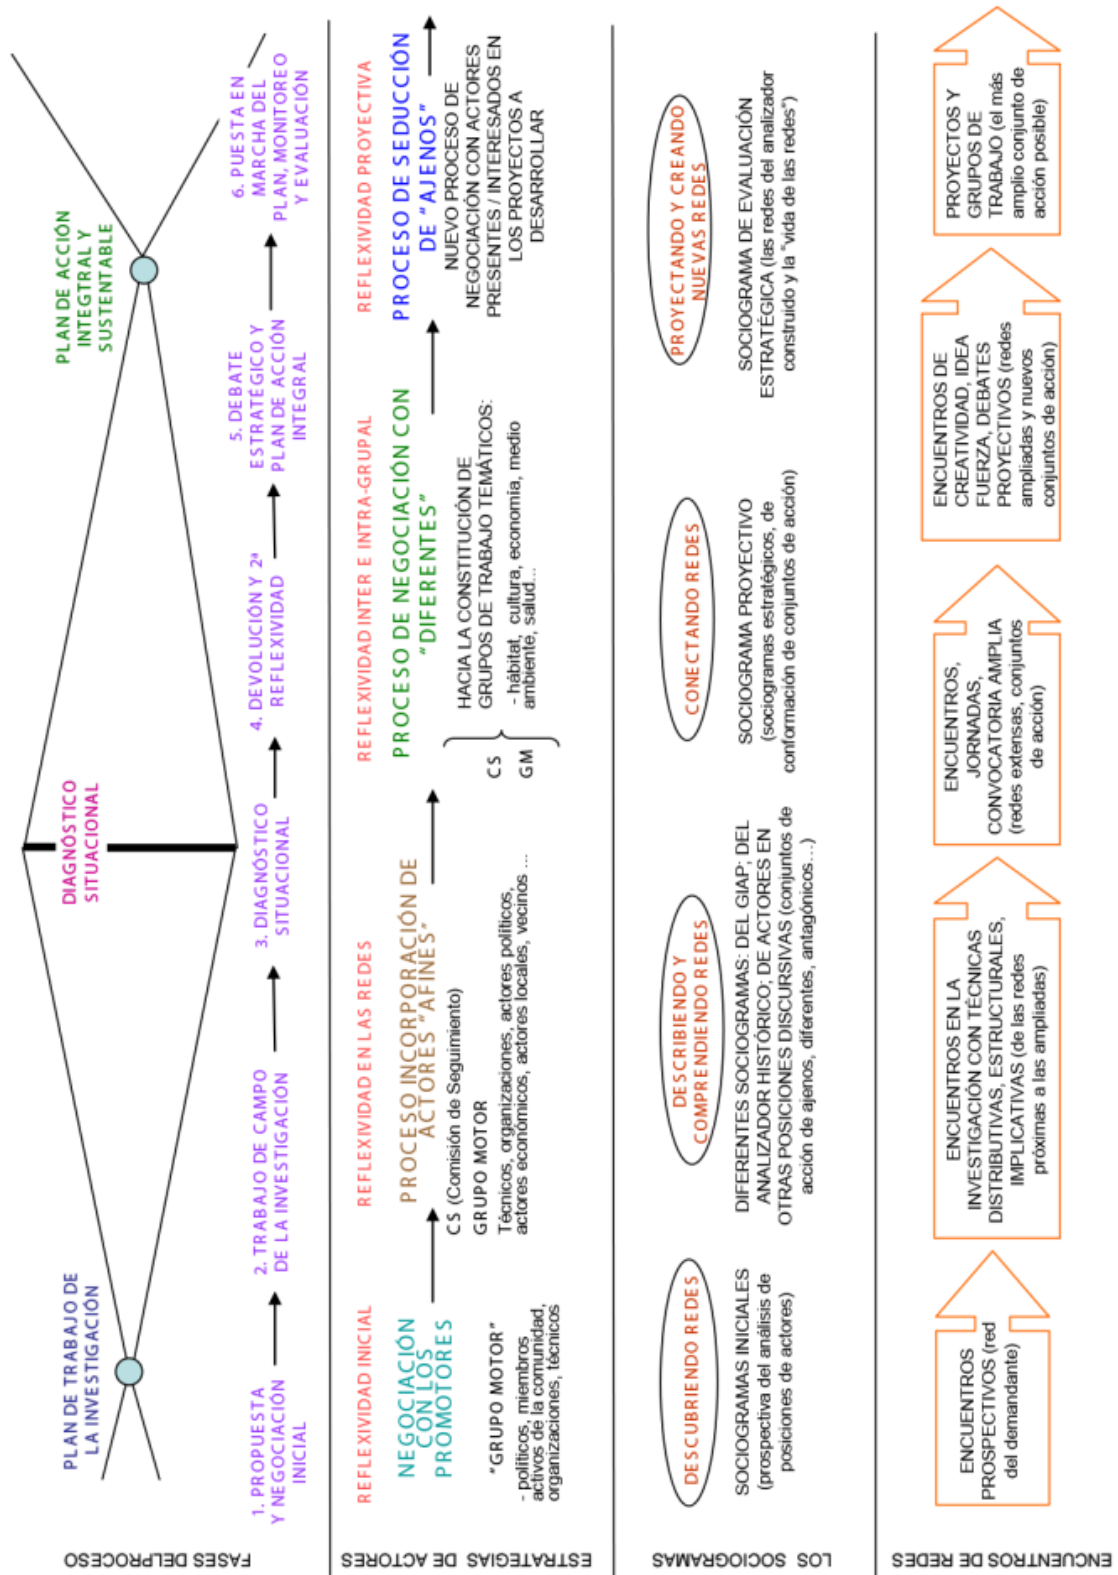 FASES DELPROCESO
PLAN DE TRABAJO DE
LA INVESTIGACIÓN
DIAGNÓSTICO
SITUACIONAL
PLAN DE ACCIÓN
INTEGTRAL Y
SUSTENTABLE
1. PROPUESTA
Y NEGOCIACIÓN
INICIAL
2. TRABAJO DE CAMPO
DE LA INVESTIGACIÓN
3. DIAGNÓSTICO
SITUACIONAL
4. DEVOLUCIÓN Y 2ª
REFLEXIVIDAD
5. DEBATE
ESTRATÉGICO Y
PLAN DE ACCIÓN
INTEGRAL
6. PUESTA EN
MARCHA DEL
PLAN, MONITOREO
Y EVALUACIÓN
ESTRATEGIAS DE ACTORES
REFLEXIVIDAD INICIAL
NEGOCIACIÓN
CON LOS
PROMOTORES
"GRUPO MOTOR"
- políticos, miembros
activos de la comunidad,
organizaciones, técnicos
REFLEXIVIDAD EN LAS REDES
PROCESO INCORPORACIÓN DE
ACTORES "AFINES"
CS (Comisión de Seguimiento)
GRUPO MOTOR
Técnicos, organizaciones, actores políticos,
actores económicos, actores locales, vecinos ...
REFLEXIVIDAD INTER E INTRA-GRUPAL
PROCESO DE NEGOCIACIÓN CON
"DIFERENTES"
CS
GM
HACIA LA CONSTITUCIÓN DE
GRUPOS DE TRABAJO TEMÁTICOS:
- hábitat, cultura, economía, medio
ambiente, salud...
REFLEXIVIDAD PROYECTIVA
PROCESO DE SEDUCCIÓN
DE "AJENOS"
NUEVO PROCESO DE
NEGOCIACIÓN CON ACTORES
PRESENTES / INTERESADOS EN
LOS PROYECTOS A
DESARROLLAR
LOS SOCIOGRAMAS
DESCUBRIENDO REDES
SOCIOGRAMAS INICIALES
(prospectiva del análisis de
posiciones de actores)
DESCRIBIENDO Y
COMPRENDIENDO REDES
DIFERENTES SOCIOGRAMAS: DEL GIAP; DEL
ANALIZADOR HISTÓRICO; DE ACTORES EN
OTRAS POSICIONES DISCURSIVAS (conjuntos de
acción de ajenos, diferentes, antagónicos...)
CONECTANDO REDES
SOCIOGRAMA PROYECTIVO
(sociogramas estratégicos, de
conformación de conjuntos de acción)
PROYECTANDO Y CREANDO
NUEVAS REDES
SOCIOGRAMA DE EVALUACIÓN
ESTRATÉGICA (las redes del analizador
construido y la "vida de las redes")
ENCUENTROS DE REDES
ENCUENTROS
PROSPECTIVOS (red
del demandante)
ENCUENTROS EN LA
INVESTIGACIÓN CON TÉCNICAS
DISTRIBUTIVAS, ESTRUCTURALES,
IMPLICATIVAS (de las redes
próximas a las ampliadas)
ENCUENTROS,
JORNADAS,
CONVOCATORIA AMPLIA
(redes extensas, conjuntos
de acción)
ENCUENTROS DE
CREATIVIDAD, IDEA
FUERZA, DEBATES
PROYECTIVOS (redes
ampliadas y nuevos
conjuntos de acción)
PROYECTOS Y
GRUPOS DE
TRABAJO (el más
amplio conjunto de
acción posible)